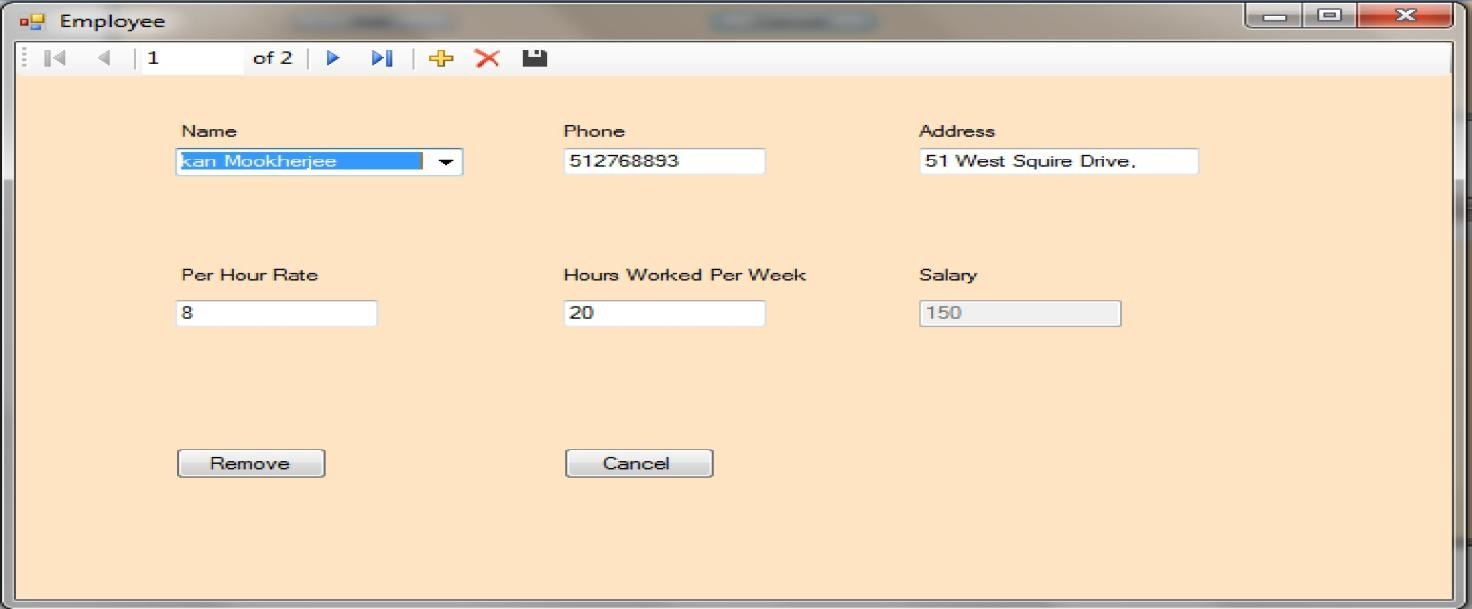 Employee
1 of 2
Name Phone Address
kan Mookherjee 512768893 51 West Squire Drive,
Per Hour Rate Hours Worked Per Week Salary
8 20 150
Remove Cancel